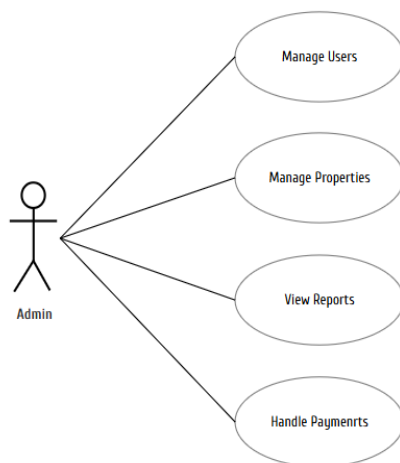 Manage Users
Manage Properties
Admin
View Reports
Handle Paymenrts